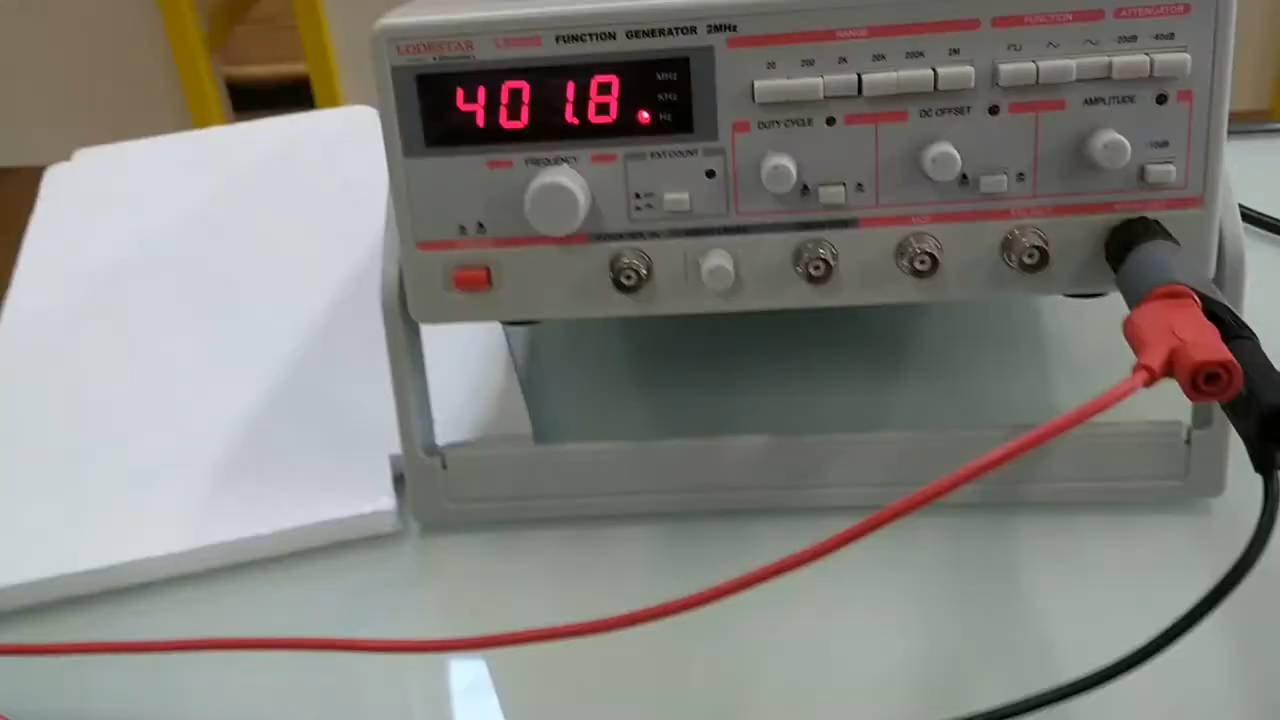 LODESTAR
FUNCTION GENERATOR 2MHz
RANGE
FUNCTION
ATTENUATOR
20 200 2K 20K 200K 2M
-20dB -40dB
401.8
MHz
KHz
Hz
FREQUENCY
EXT COUNT
DUTY CYCLE
DC OFFSET
AMPLITUDE
-10dB